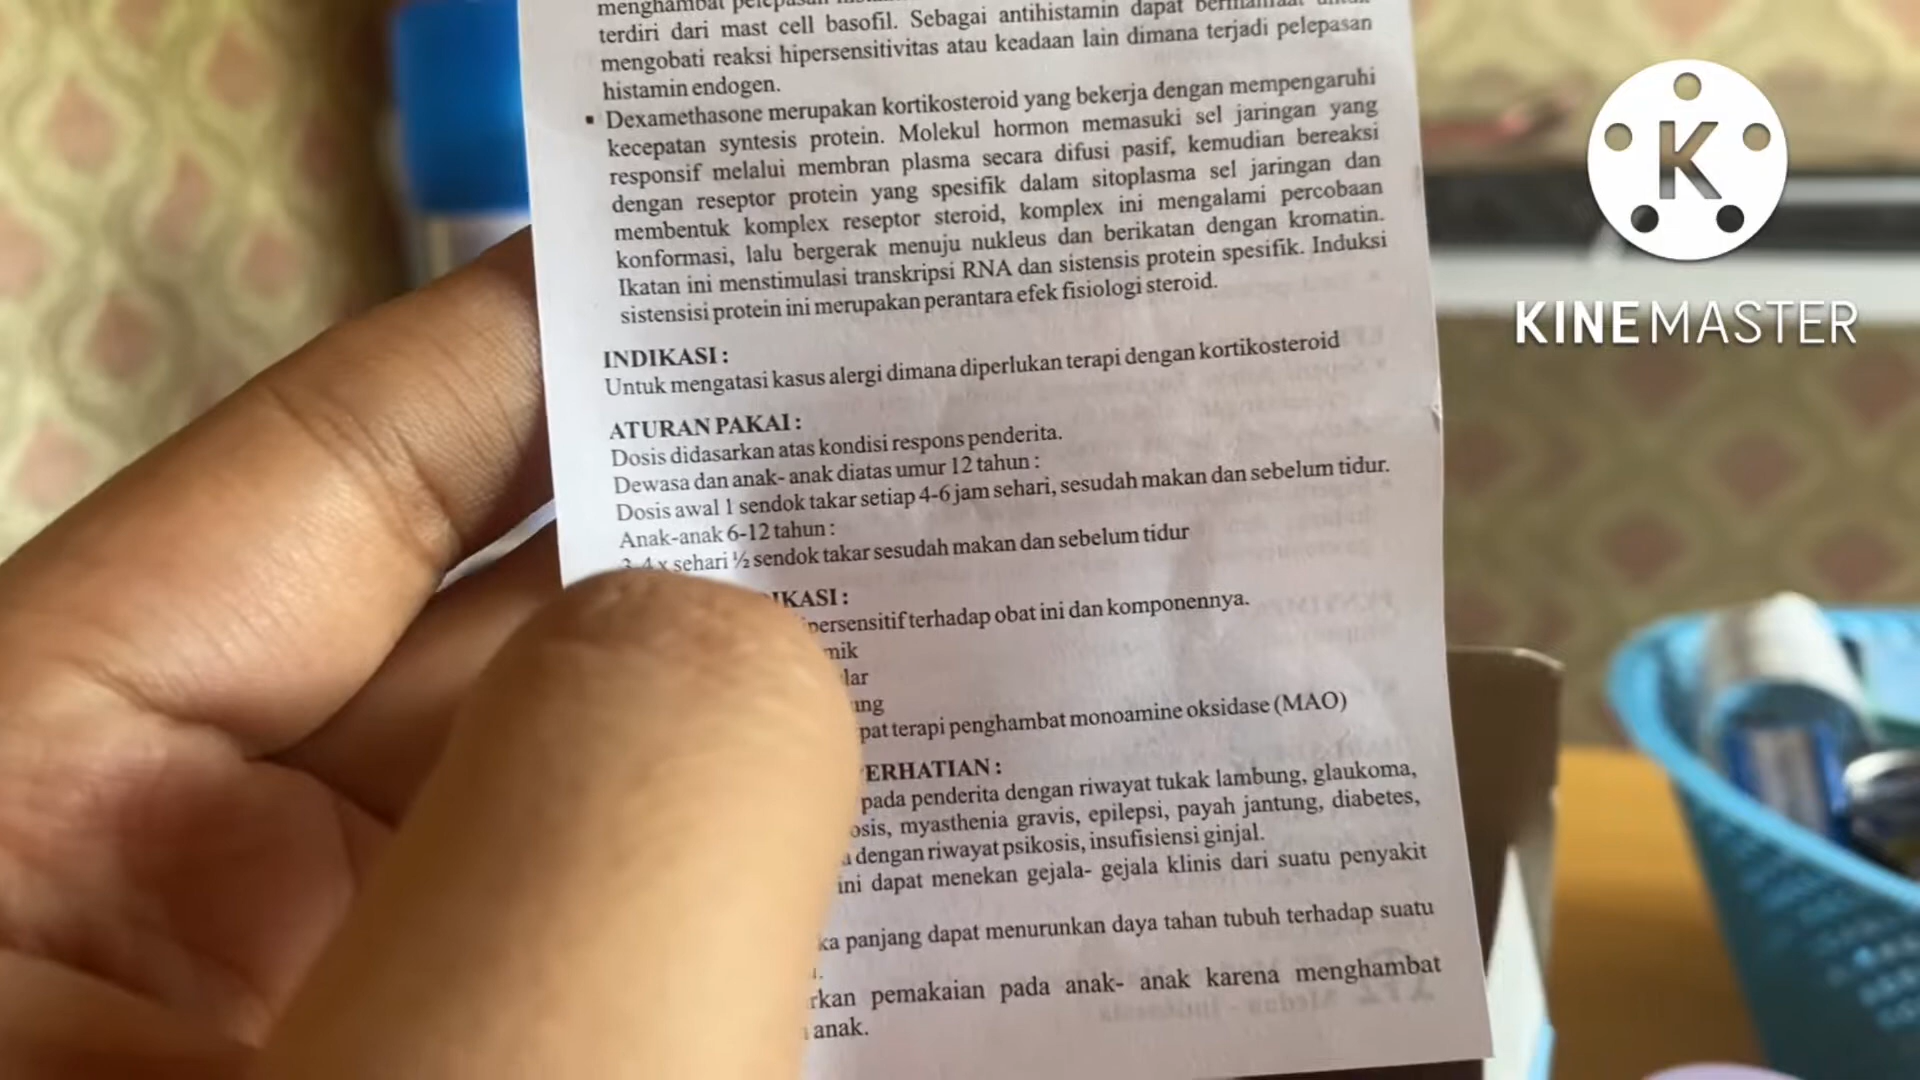 menghambat pelepasan
terdiri dari mast cell basofil. Sebagai antihistamin dapat
mengobati reaksi hipersensitivitas atau keadaan lain dimana terjadi pelepasan
histamin endogen.
▪ Dexamethasone merupakan kortikosteroid yang bekerja dengan mempengaruhi
kecepatan syntesis protein. Molekul hormon memasuki sel jaringan yang
responsif melalui membran plasma secara difusi pasif, kemudian bereaksi
dengan reseptor protein yang spesifik dalam sitoplasma sel jaringan dan
membentuk komplex reseptor steroid, komplex ini mengalami percobaan
konformasi, lalu bergerak menuju nukleus dan berikatan dengan kromatin.
Ikatan ini menstimulasi transkripsi RNA dan sistensis protein spesifik. Induksi
sistensisi protein ini merupakan perantara efek fisiologi steroid.
INDIKASI :
Untuk mengatasi kasus alergi dimana diperlukan terapi dengan kortikosteroid
ATURAN PAKAI :
Dosis didasarkan atas kondisi respons penderita.
Dewasa dan anak- anak diatas umur 12 tahun :
Dosis awal 1 sendok takar setiap 4-6 jam sehari, sesudah makan dan sebelum tidur.
Anak-anak 6-12 tahun :
3-4 x sehari ½ sendok takar sesudah makan dan sebelum tidur
IKASI :
persensitif terhadap obat ini dan komponennya.
mik
lar
ung
pat terapi penghambat monoamine oksidase (MAO)
ERHATIAN :
pada penderita dengan riwayat tukak lambung, glaukoma,
osis, myasthenia gravis, epilepsi, payah jantung, diabetes,
dengan riwayat psikosis, insufisiensi ginjal.
ini dapat menekan gejala- gejala klinis dari suatu penyakit
ka panjang dapat menurunkan daya tahan tubuh terhadap suatu
rkan pemakaian pada anak- anak karena menghambat
anak.
K
KINEMASTER